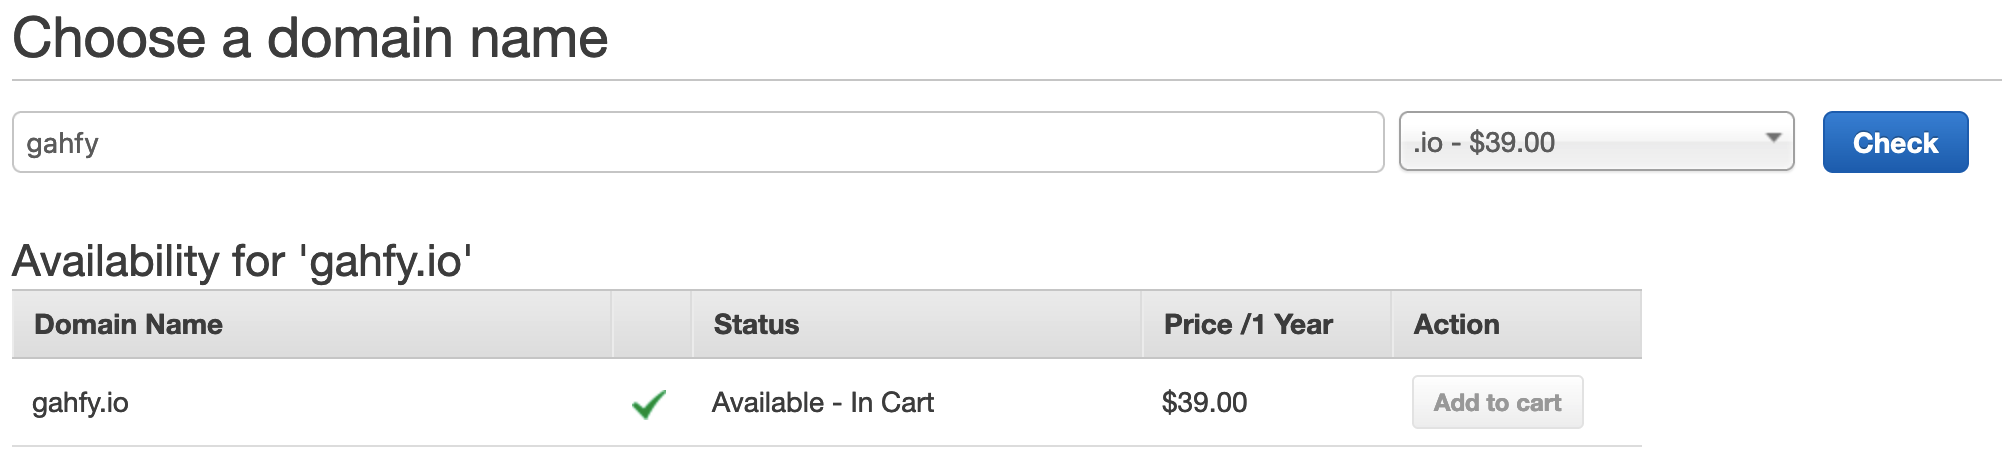 Choose a domain name
gahfy .io - $39.00 Check
Availability for 'gahfy.io'
Domain Name Status Price /1 Year Action
gahfy.io Available - In Cart $39.00 Add to cart